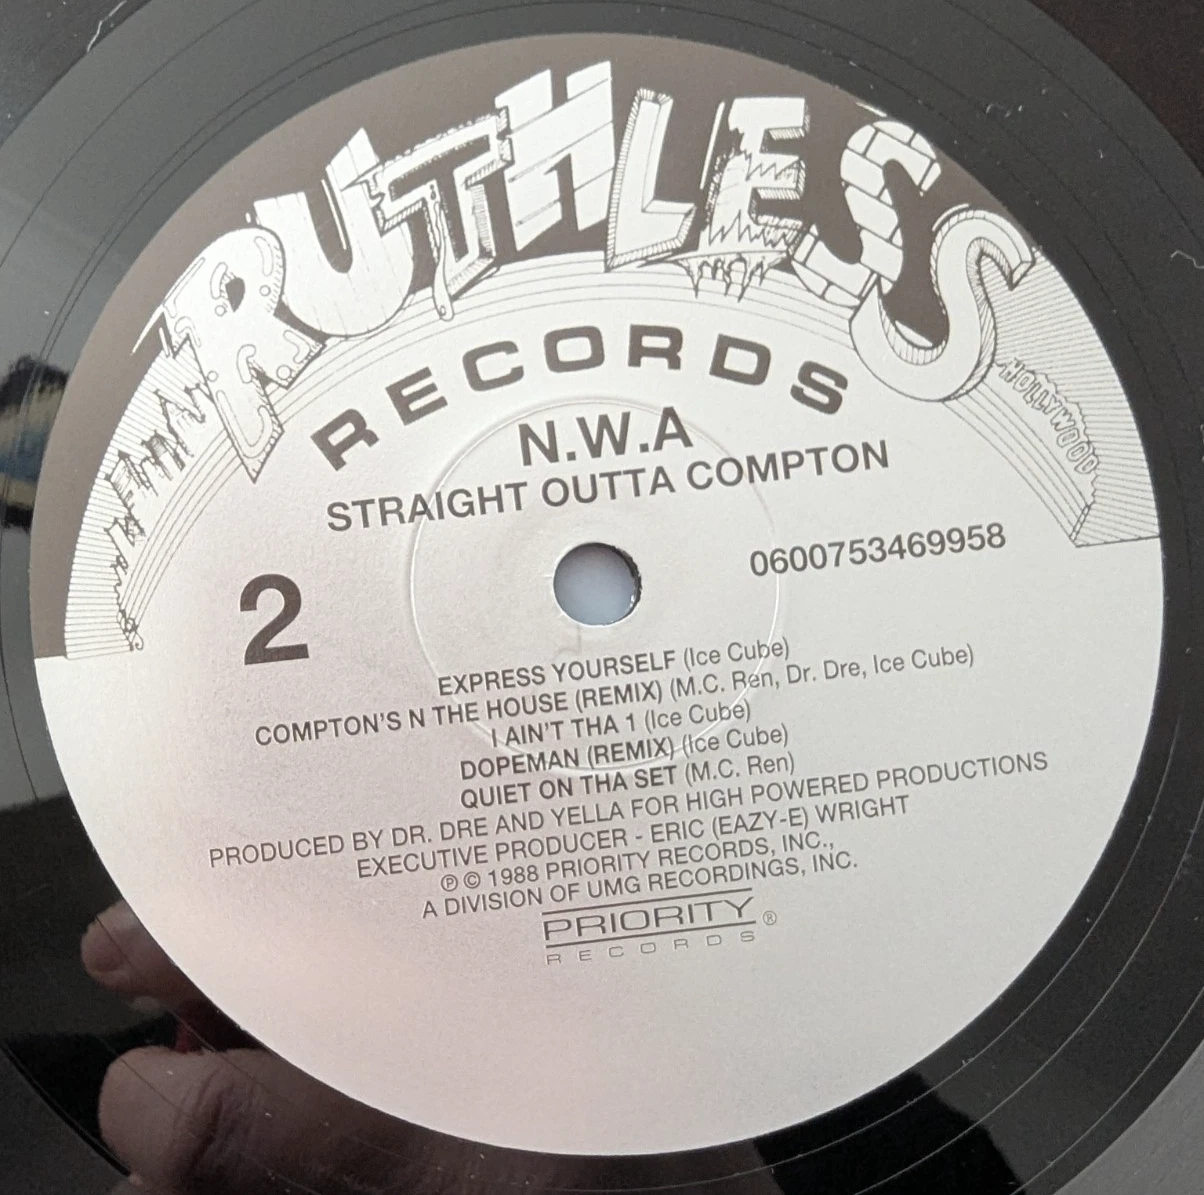 RUTHLESS
RECORDS
HOLLYWOOD
N.W.A
STRAIGHT OUTTA COMPTON
0600753469958
2
EXPRESS YOURSELF (Ice Cube)
COMPTON'S N THE HOUSE (REMIX) (M.C. Ren, Dr. Dre, Ice Cube)
I AIN'T THA 1 (Ice Cube)
DOPEMAN (REMIX) (Ice Cube)
QUIET ON THA SET (M.C. Ren)
PRODUCED BY DR. DRE AND YELLA FOR HIGH POWERED PRODUCTIONS
EXECUTIVE PRODUCER - ERIC (EAZY-E) WRIGHT
℗ © 1988 PRIORITY RECORDS, INC.,
A DIVISION OF UMG RECORDINGS, INC.
PRIORITY ®
RECORDS